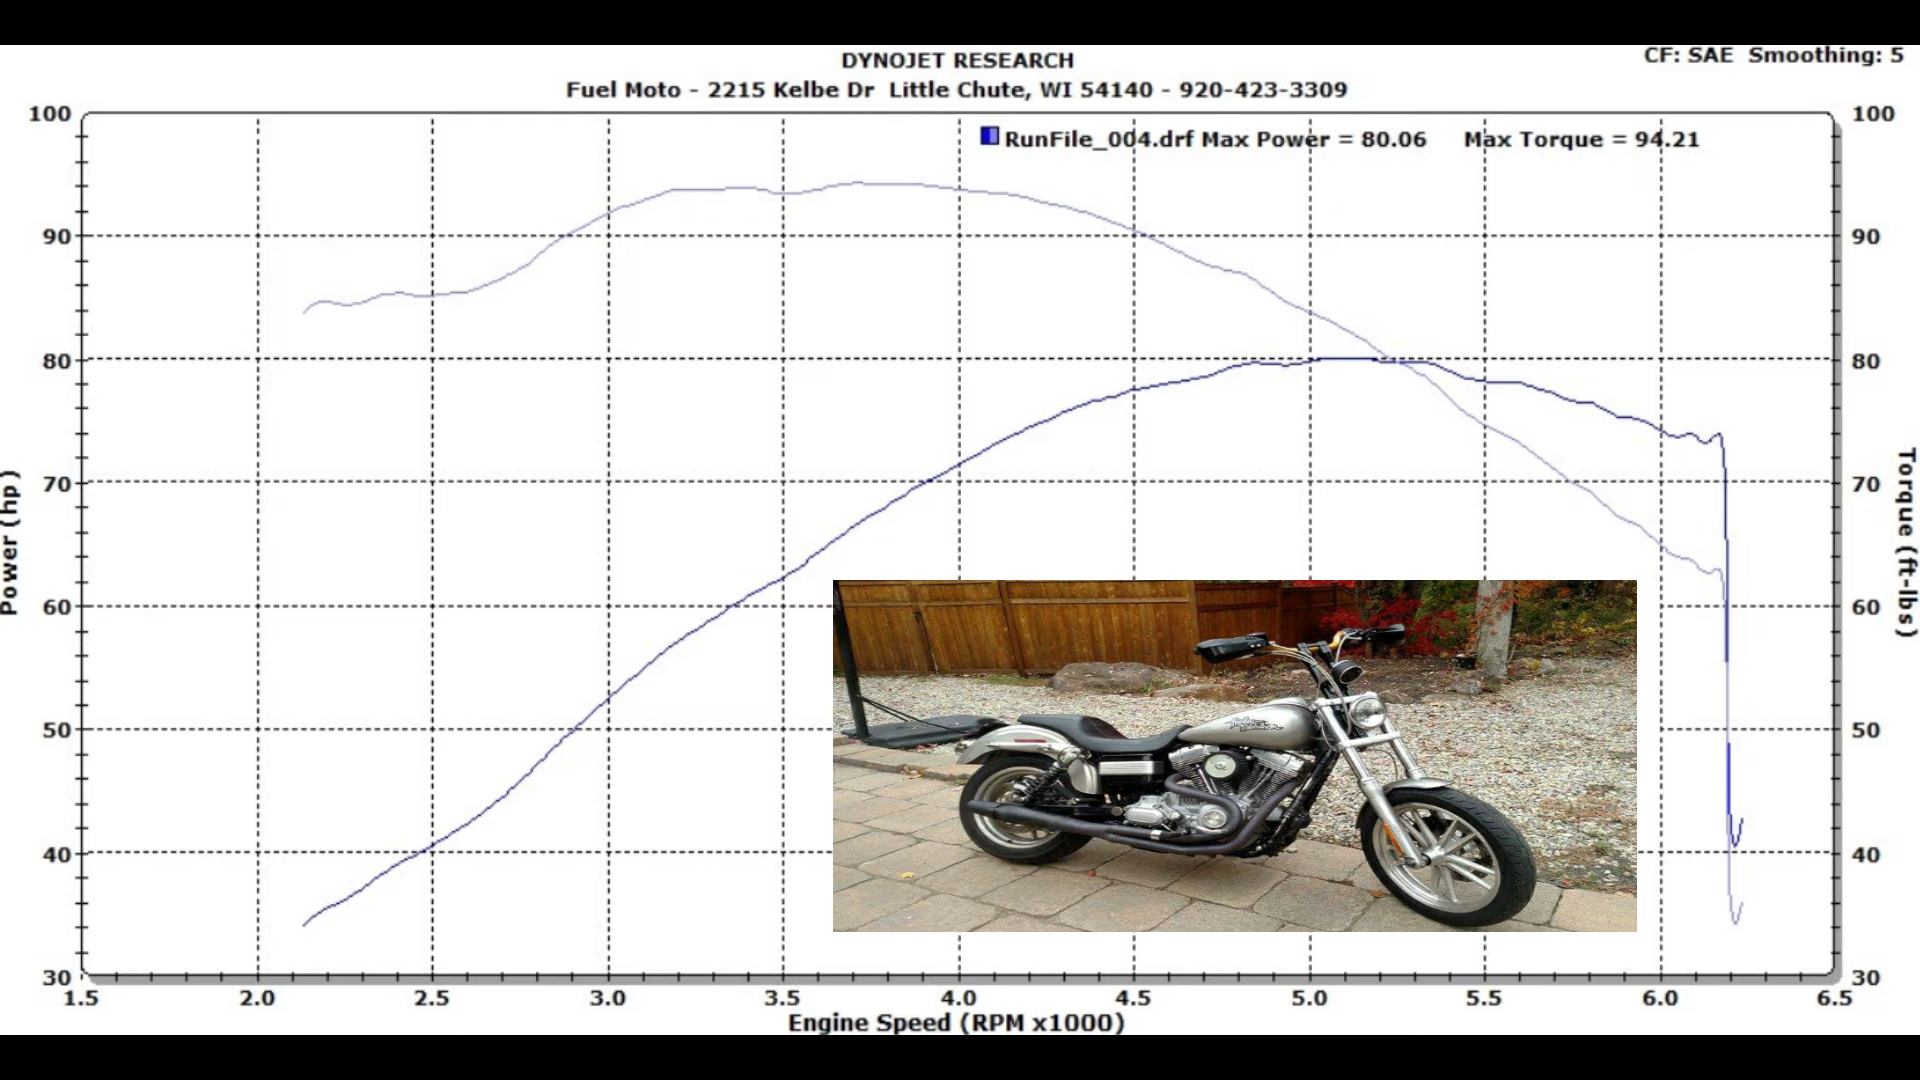 DYNOJET RESEARCH
CF: SAE Smoothing: 5
Fuel Moto - 2215 Kelbe Dr Little Chute, WI 54140 - 920-423-3309
RunFile_004.drf Max Power = 80.06 Max Torque = 94.21
100 100
90 90
80 80
70 70
60 60
50 50
40 40
30 30
Power (hp)
Torque (ft-lbs)
1.5 2.0 2.5 3.0 3.5 4.0 4.5 5.0 5.5 6.0 6.5
Engine Speed (RPM x1000)
Harley-Davidson